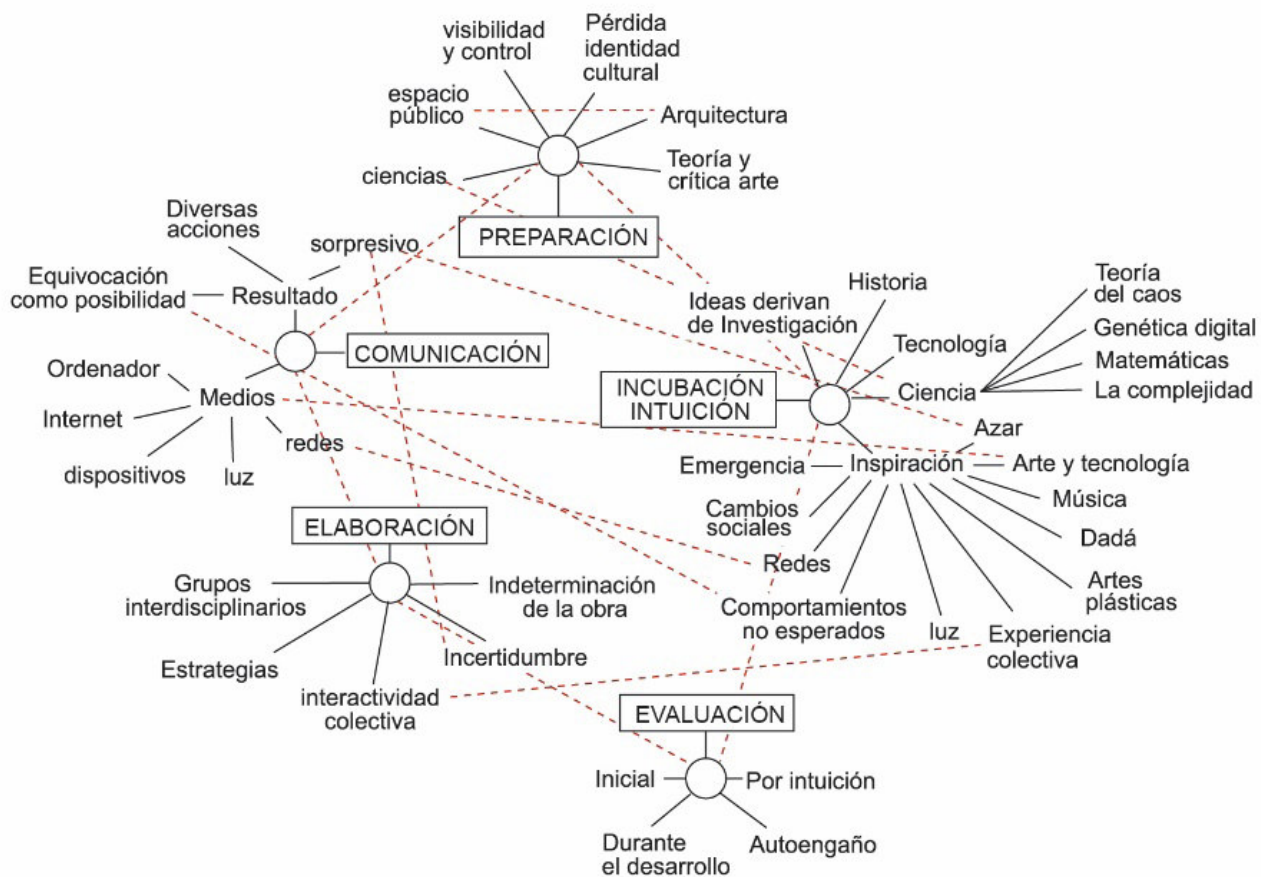 visibilidad
y control
Pérdida
identidad
cultural
espacio
público
Arquitectura
ciencias
Teoría y
crítica arte
PREPARACIÓN
Diversas
acciones
sorpresivo
Equivocación
como posibilidad
Resultado
COMUNICACIÓN
Ordenador
Medios
Internet
redes
dispositivos
luz
Ideas derivan
de Investigación
Historia
Tecnología
INCUBACIÓN
INTUICIÓN
Ciencia
Teoría
del caos
Genética digital
Matemáticas
La complejidad
Azar
Emergencia
Inspiración
Arte y tecnología
Cambios
sociales
Música
Dadá
Redes
Artes
plásticas
Comportamientos
no esperados
luz
Experiencia
colectiva
ELABORACIÓN
Grupos
interdisciplinarios
Indeterminación
de la obra
Estrategias
Incertidumbre
interactividad
colectiva
EVALUACIÓN
Inicial
Por intuición
Durante
el desarrollo
Autoengaño